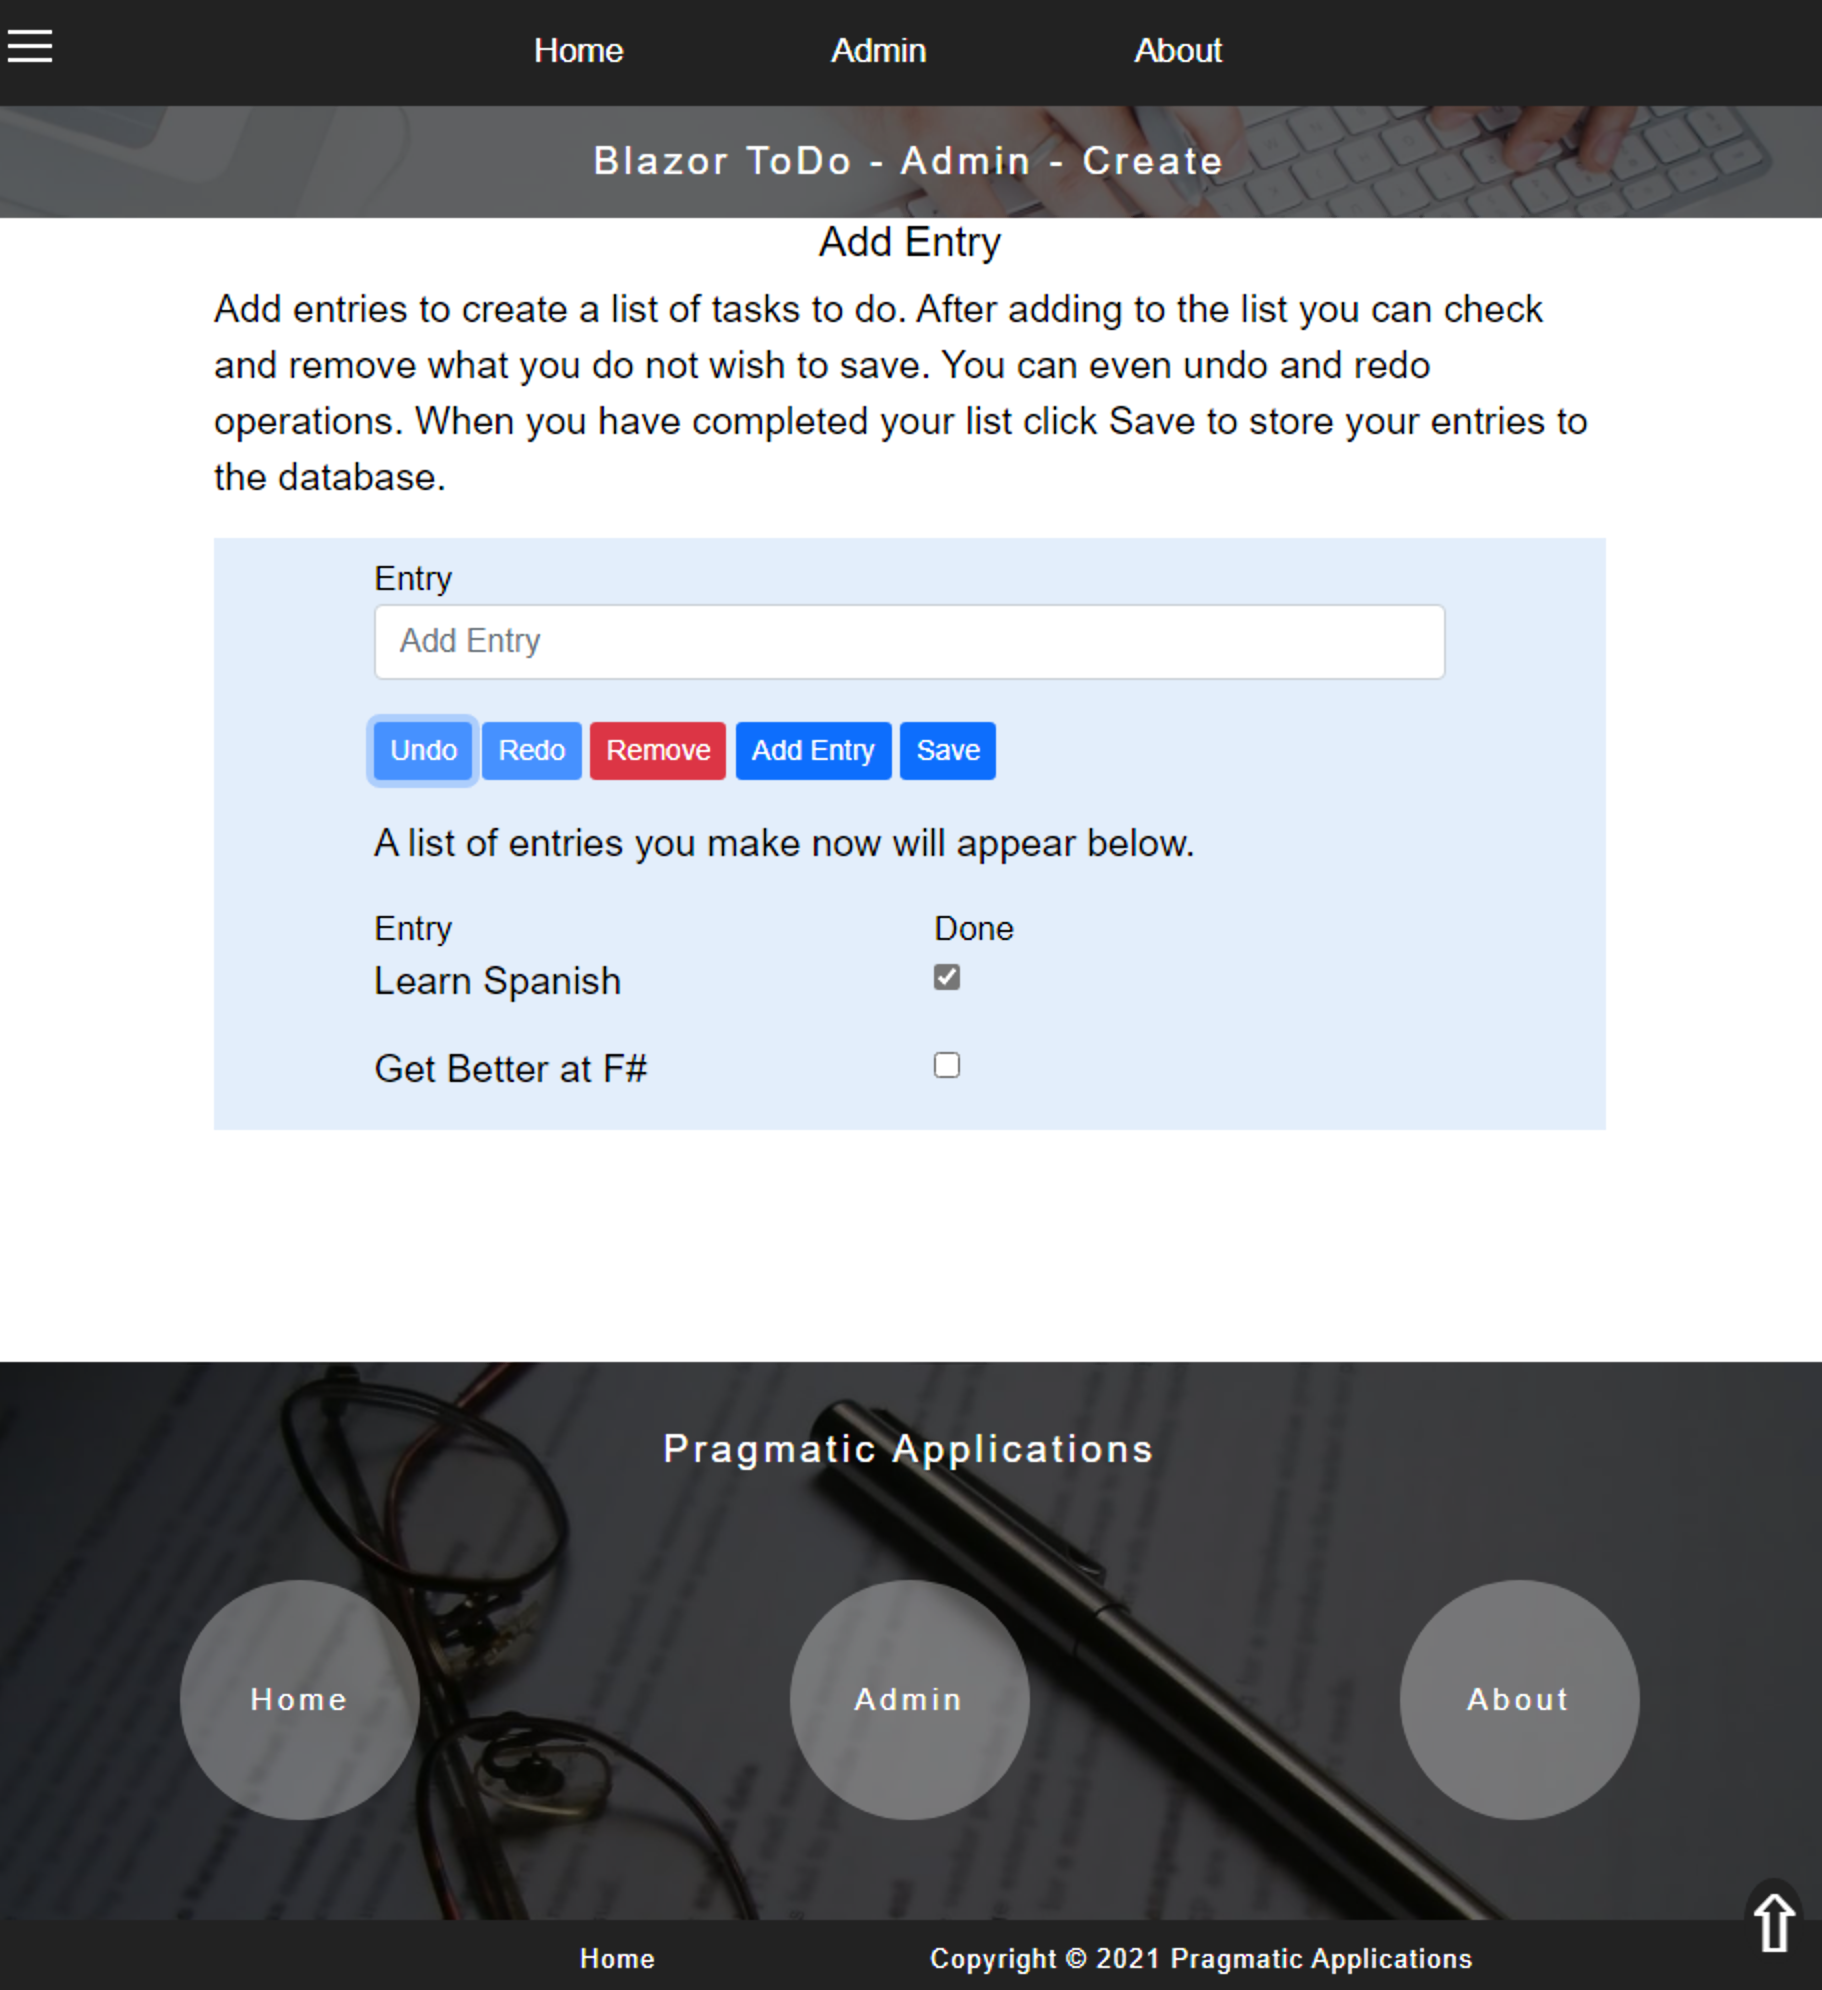 Home Admin About
Blazor ToDo - Admin - Create
Add Entry
Add entries to create a list of tasks to do. After adding to the list you can check
and remove what you do not wish to save. You can even undo and redo
operations. When you have completed your list click Save to store your entries to
the database.
Entry
Add Entry
Undo Redo Remove Add Entry Save
A list of entries you make now will appear below.
Entry Done
Learn Spanish
Get Better at F#
Pragmatic Applications
Home Admin About
Home Copyright © 2021 Pragmatic Applications